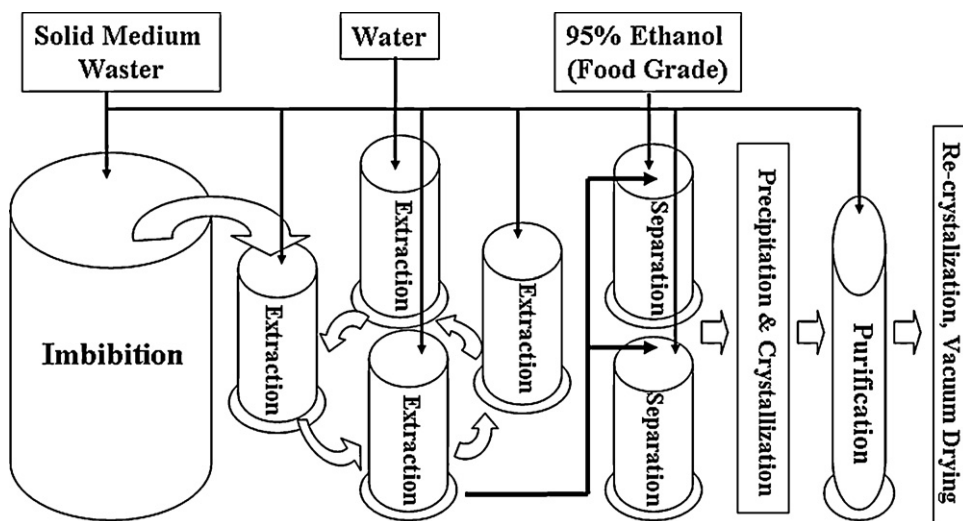 Solid Medium
Waster
Water
95% Ethanol
(Food Grade)
Imbibition
Extraction
Extraction
Extraction
Extraction
Separation
Separation
Precipitation & Crystallization
Purification
Re-crystalization, Vacuum Drying